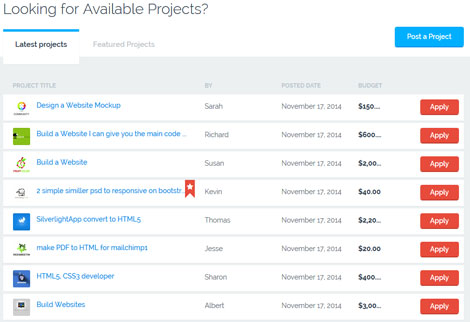 Looking for Available Projects?
Latest projects Featured Projects Post a Project
PROJECT TITLE BY POSTED DATE BUDGET
Design a Website Mockup Sarah November 17, 2014 $150.... Apply
Build a Website I can give you the main code ... Richard November 17, 2014 $600.... Apply
Build a Website Susan November 17, 2014 $2,00... Apply
2 simple similler psd to responsive on bootstr... Kevin November 17, 2014 $40.00 Apply
SilverlightApp convert to HTML5 Thomas November 17, 2014 $2,20... Apply
make PDF to HTML for mailchimp1 Jesse November 17, 2014 $20.00 Apply
HTML5, CSS3 developer Sharon November 17, 2014 $400.... Apply
Build Websites Albert November 17, 2014 $3,00... Apply